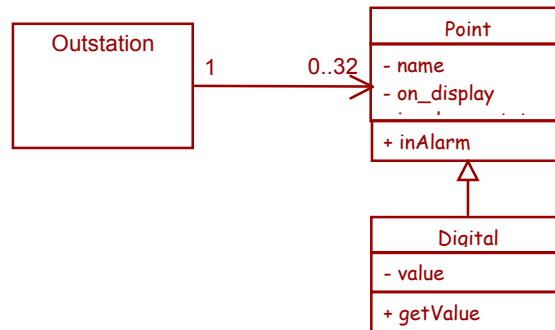 Outstation
1
0..32
Point
- name
- on_display
+ inAlarm
Digital
- value
+ getValue